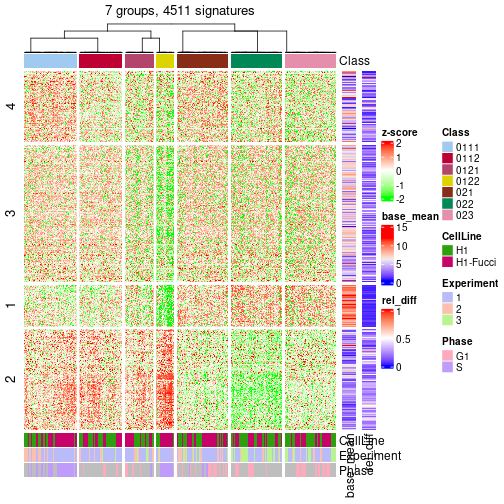 7 groups, 4511 signatures
Class
4
3
1
2
CellLine
Experiment
Phase
base_mean
rel_diff
z-score
2
1
0
-1
-2
base_mean
15
10
5
0
rel_diff
1
0.5
0
Class
0111
0112
0121
0122
021
022
023
CellLine
H1
H1-Fucci
Experiment
1
2
3
Phase
G1
S